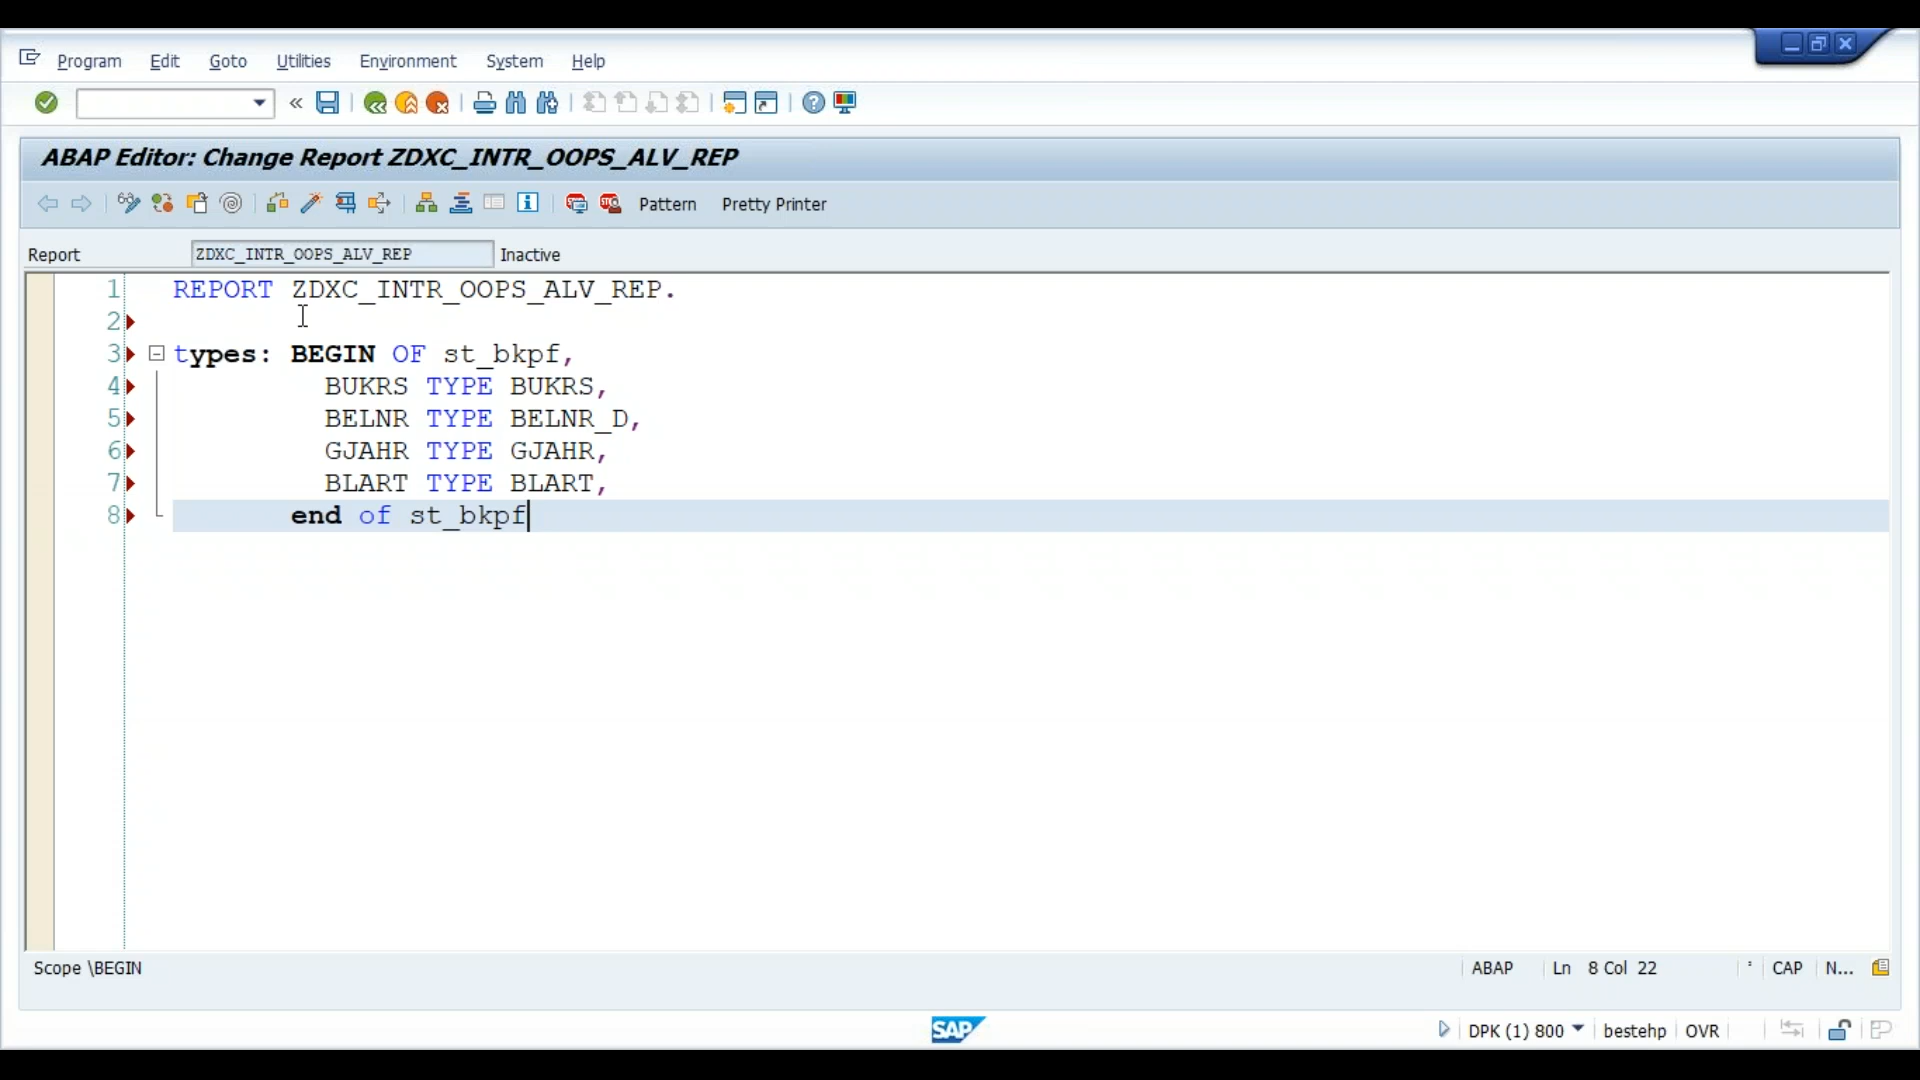 Program Edit Goto Utilities Environment System Help
ABAP Editor: Change Report ZDXC_INTR_OOPS_ALV_REP
Pattern Pretty Printer
Report ZDXC_INTR_OOPS_ALV_REP Inactive
1 REPORT ZDXC_INTR_OOPS_ALV_REP.
2
3 types: BEGIN OF st_bkpf,
4 BUKRS TYPE BUKRS,
5 BELNR TYPE BELNR_D,
6 GJAHR TYPE GJAHR,
7 BLART TYPE BLART,
8 end of st_bkpf
Scope \BEGIN ABAP Ln 8 Col 22 CAP N...
SAP DPK (1) 800 bestehp OVR